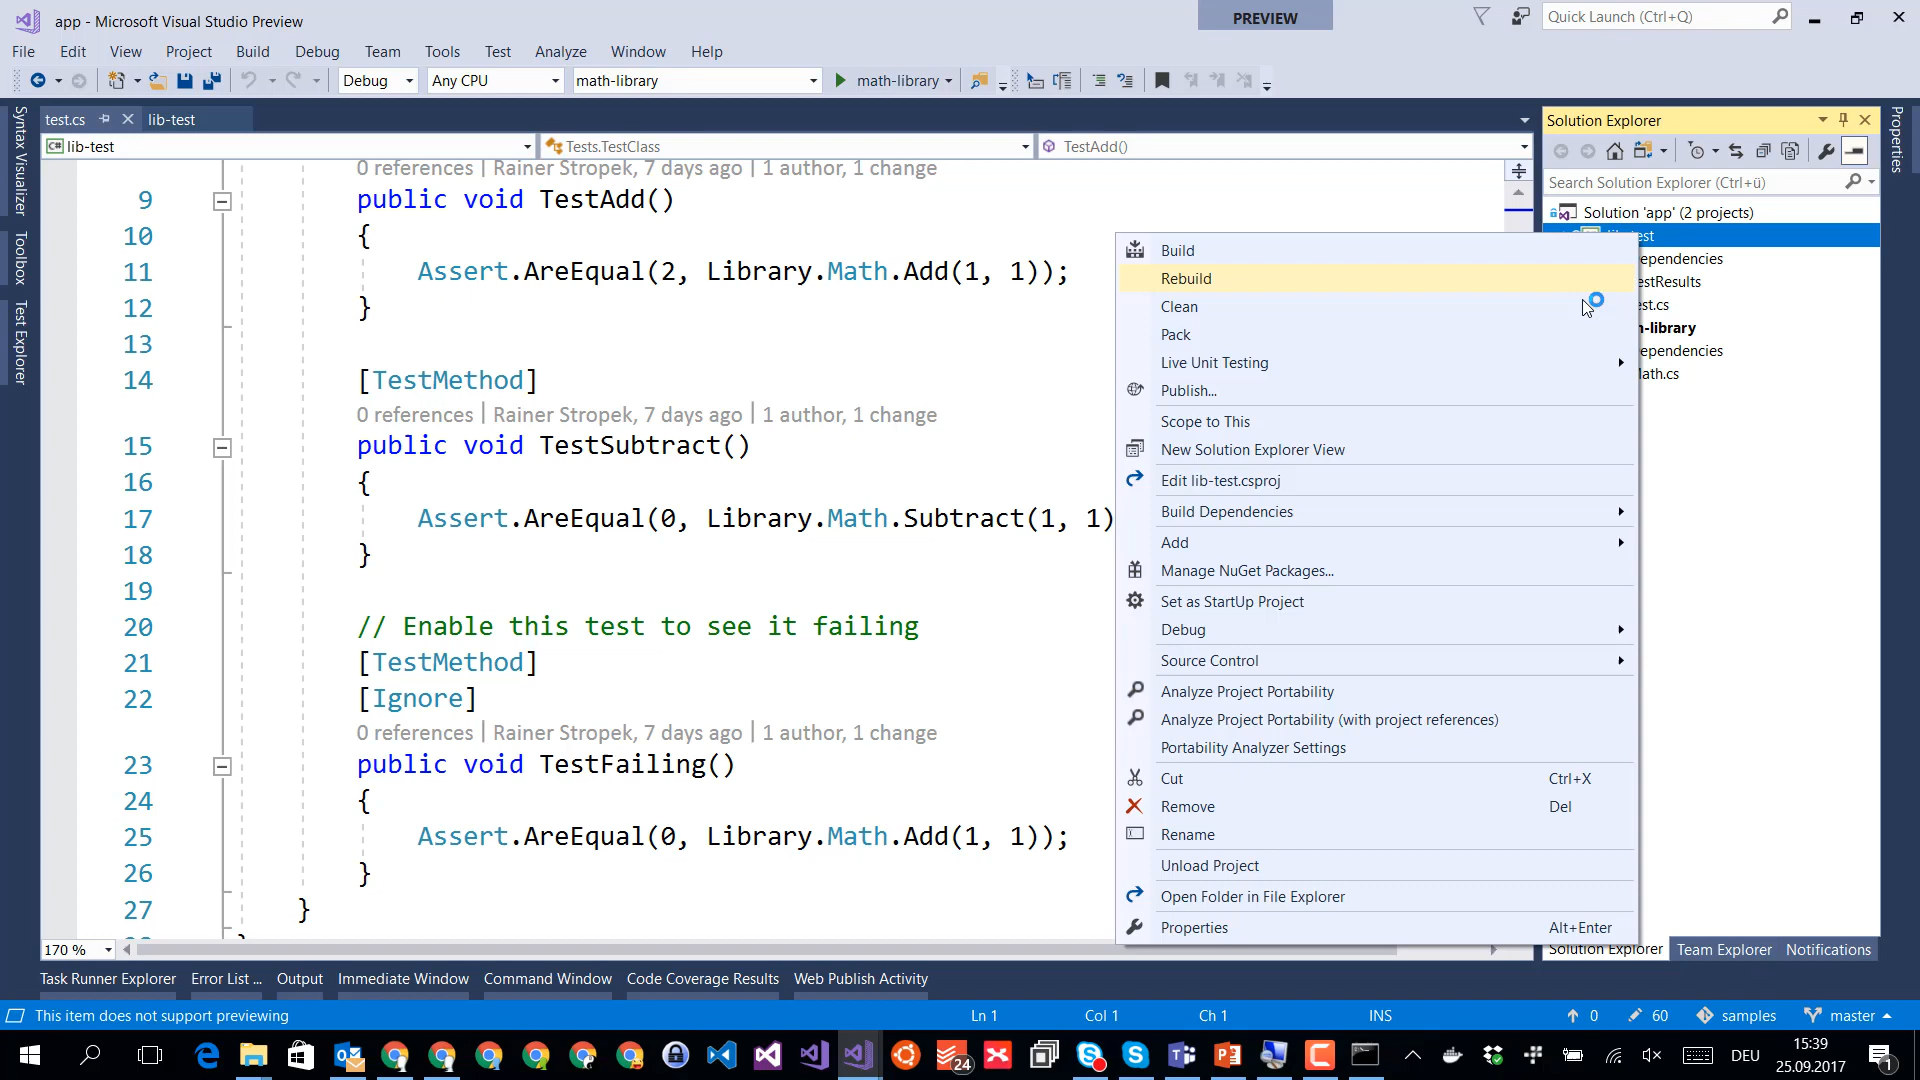 app - Microsoft Visual Studio Preview
PREVIEW
Quick Launch (Ctrl+Q)
File Edit View Project Build Debug Team Tools Test Analyze Window Help
Debug Any CPU math-library math-library
Syntax Visualizer
Toolbox
Test Explorer
test.cs lib-test
C# lib-test Tests.TestClass TestAdd()
0 references | Rainer Stropek, 7 days ago | 1 author, 1 change
9 public void TestAdd()
10 {
11 Assert.AreEqual(2, Library.Math.Add(1, 1));
12 }
13
14 [TestMethod]
0 references | Rainer Stropek, 7 days ago | 1 author, 1 change
15 public void TestSubtract()
16 {
17 Assert.AreEqual(0, Library.Math.Subtract(1, 1)
18 }
19
20 // Enable this test to see it failing
21 [TestMethod]
22 [Ignore]
0 references | Rainer Stropek, 7 days ago | 1 author, 1 change
23 public void TestFailing()
24 {
25 Assert.AreEqual(0, Library.Math.Add(1, 1));
26 }
27 }
170 %
Build
Rebuild
Clean
Pack
Live Unit Testing
Publish...
Scope to This
New Solution Explorer View
Edit lib-test.csproj
Build Dependencies
Add
Manage NuGet Packages...
Set as StartUp Project
Debug
Source Control
Analyze Project Portability
Analyze Project Portability (with project references)
Portability Analyzer Settings
Cut Ctrl+X
Remove Del
Rename
Unload Project
Open Folder in File Explorer
Properties Alt+Enter
Solution Explorer
Search Solution Explorer (Ctrl+ü)
Solution 'app' (2 projects)
est
ependencies
estResults
st.cs
h-library
ependencies
ath.cs
Properties
Solution Explorer Team Explorer Notifications
Task Runner Explorer Error List ... Output Immediate Window Command Window Code Coverage Results Web Publish Activity
This item does not support previewing Ln 1 Col 1 Ch 1 INS 0 60 samples master
24
DEU
15:39
25.09.2017
1